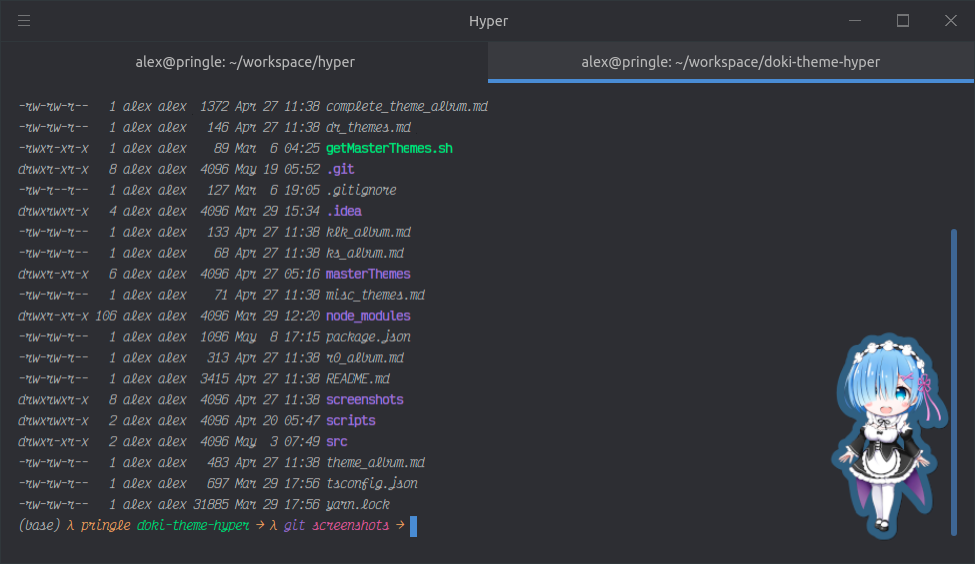 Hyper
alex@pringle: ~/workspace/hyper
alex@pringle: ~/workspace/doki-theme-hyper
-rw-rw-r-- 1 alex alex 1372 Apr 27 11:38 complete_theme_album.md
-rw-rw-r-- 1 alex alex 146 Apr 27 11:38 dr_themes.md
-rwxr-xr-x 1 alex alex 89 Mar 6 04:25 getMasterThemes.sh
drwxr-xr-x 8 alex alex 4096 May 19 05:52 .git
-rw-r--r-- 1 alex alex 127 Mar 6 19:05 .gitignore
drwxrwxr-x 4 alex alex 4096 Mar 29 15:34 .idea
-rw-rw-r-- 1 alex alex 133 Apr 27 11:38 klk_album.md
-rw-rw-r-- 1 alex alex 68 Apr 27 11:38 ks_album.md
drwxr-xr-x 6 alex alex 4096 Apr 27 05:16 masterThemes
-rw-rw-r-- 1 alex alex 71 Apr 27 11:38 misc_themes.md
drwxr-xr-x 106 alex alex 4096 Mar 29 12:20 node_modules
-rw-rw-r-- 1 alex alex 1096 May 8 17:15 package.json
-rw-rw-r-- 1 alex alex 313 Apr 27 11:38 r0_album.md
-rw-rw-r-- 1 alex alex 3415 Apr 27 11:38 README.md
drwxrwxr-x 8 alex alex 4096 Apr 27 11:38 screenshots
drwxrwxr-x 2 alex alex 4096 Apr 20 05:47 scripts
drwxr-xr-x 2 alex alex 4096 May 3 07:49 src
-rw-rw-r-- 1 alex alex 483 Apr 27 11:38 theme_album.md
-rw-rw-r-- 1 alex alex 697 Mar 29 17:56 tsconfig.json
-rw-rw-r-- 1 alex alex 31885 Mar 29 17:56 yarn.lock
(base) λ pringle doki-theme-hyper → λ git screenshots →